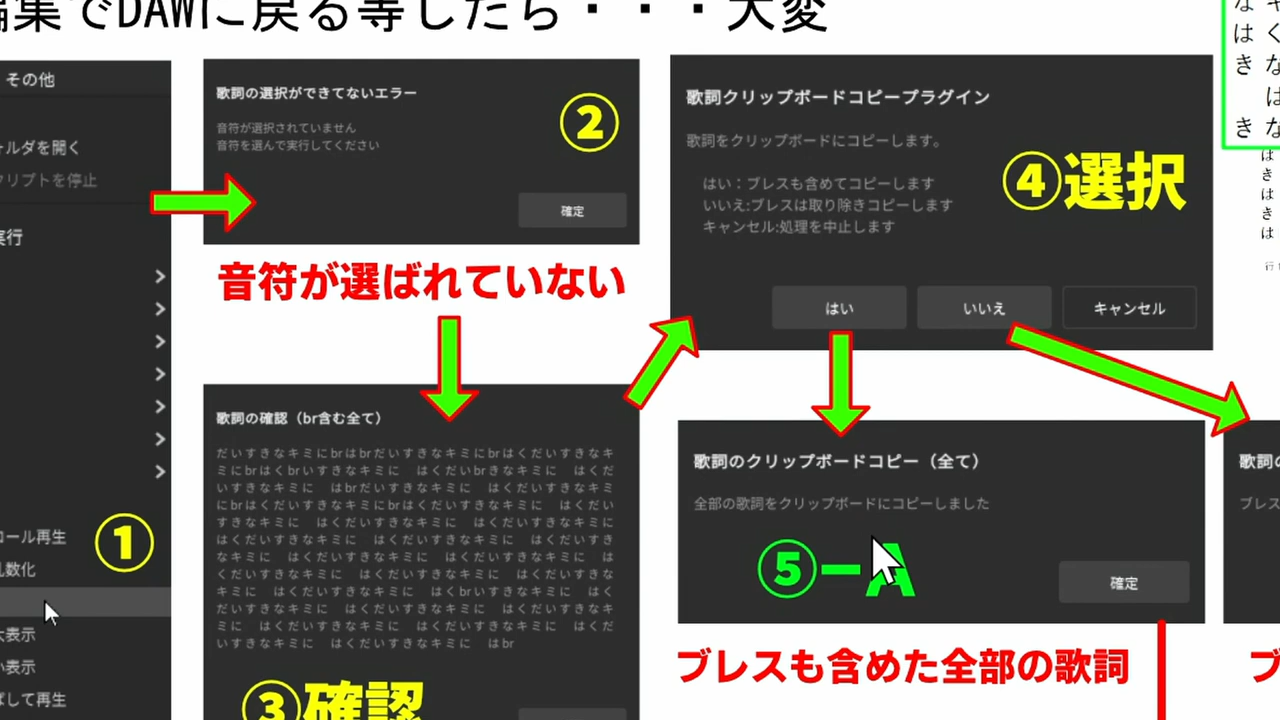 編集でDAWに戻る等したら・・・大変
その他
ォルダを開く
クリプトを停止
実行
コール再生
乱数化
大表示
小表示
ばして再生
①
歌詞の選択ができてないエラー
音符が選択されていません
音符を選んで実行してください
確定
②
音符が選ばれていない
歌詞の確認（br含む全て）
だいすきなキミにbrはbrだいすきなキミにbrはくだいすきなキ
ミにbrはくbrいすきなキミに　はくだいbrきなキミに　はくだ
いすきなキミに　はbrだいすきなキミに　はくだいすきなキミ
にbrはくだいすきなキミにbrはくだいすきなキミに　はくだい
すきなキミに　はくだいすきなキミに　はくだいすきなキミに
はくだいすきなキミに　はくだいすきなキミに　はくだいすき
なキミに　はくだいすきなキミに　はくだいすきなキミに　は
くだいすきなキミに　はくだいすきなキミに　はくだいすきな
キミに　はくだいすきなキミに　はくbrいすきなキミに　はく
だいすきなキミに　はくだいすきなキミに　はくだいすきなキ
ミに　はくだいすきなキミに　はくだいすきなキミに　はくだ
いすきなキミに　はくだいすきなキミに　はbr
③確認
歌詞クリップボードコピープラグイン
歌詞をクリップボードにコピーします。
はい：ブレスも含めてコピーします
いいえ:ブレスは取り除きコピーします
キャンセル:処理を中止します
はい
いいえ
キャンセル
④選択
歌詞のクリップボードコピー（全て）
全部の歌詞をクリップボードにコピーしました
確定
⑤ーA
ブレスも含めた全部の歌詞
歌詞の
ブレス
ブ
はく
きな
は
きな
は
き
は
き
は
行